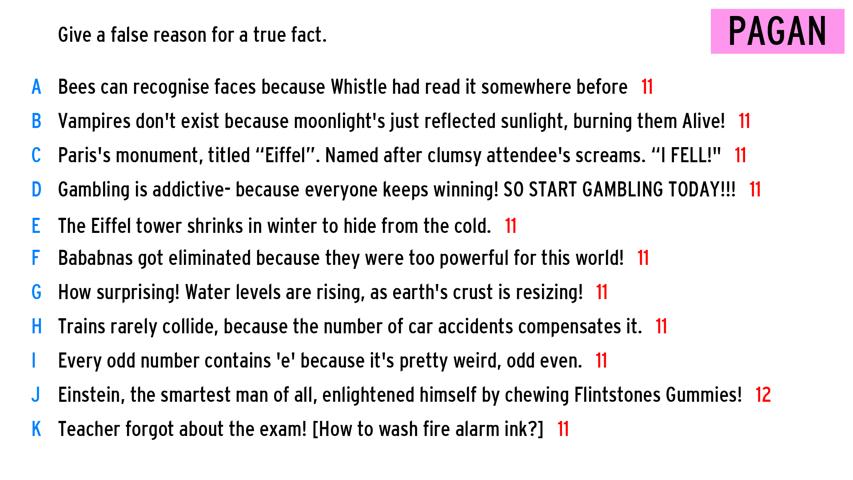 Give a false reason for a true fact.
PAGAN
A Bees can recognise faces because Whistle had read it somewhere before 11
B Vampires don't exist because moonlight's just reflected sunlight, burning them Alive! 11
C Paris's monument, titled “Eiffel”. Named after clumsy attendee's screams. “I FELL!" 11
D Gambling is addictive- because everyone keeps winning! SO START GAMBLING TODAY!!! 11
E The Eiffel tower shrinks in winter to hide from the cold. 11
F Bababnas got eliminated because they were too powerful for this world! 11
G How surprising! Water levels are rising, as earth's crust is resizing! 11
H Trains rarely collide, because the number of car accidents compensates it. 11
I Every odd number contains 'e' because it's pretty weird, odd even. 11
J Einstein, the smartest man of all, enlightened himself by chewing Flintstones Gummies! 12
K Teacher forgot about the exam! [How to wash fire alarm ink?] 11